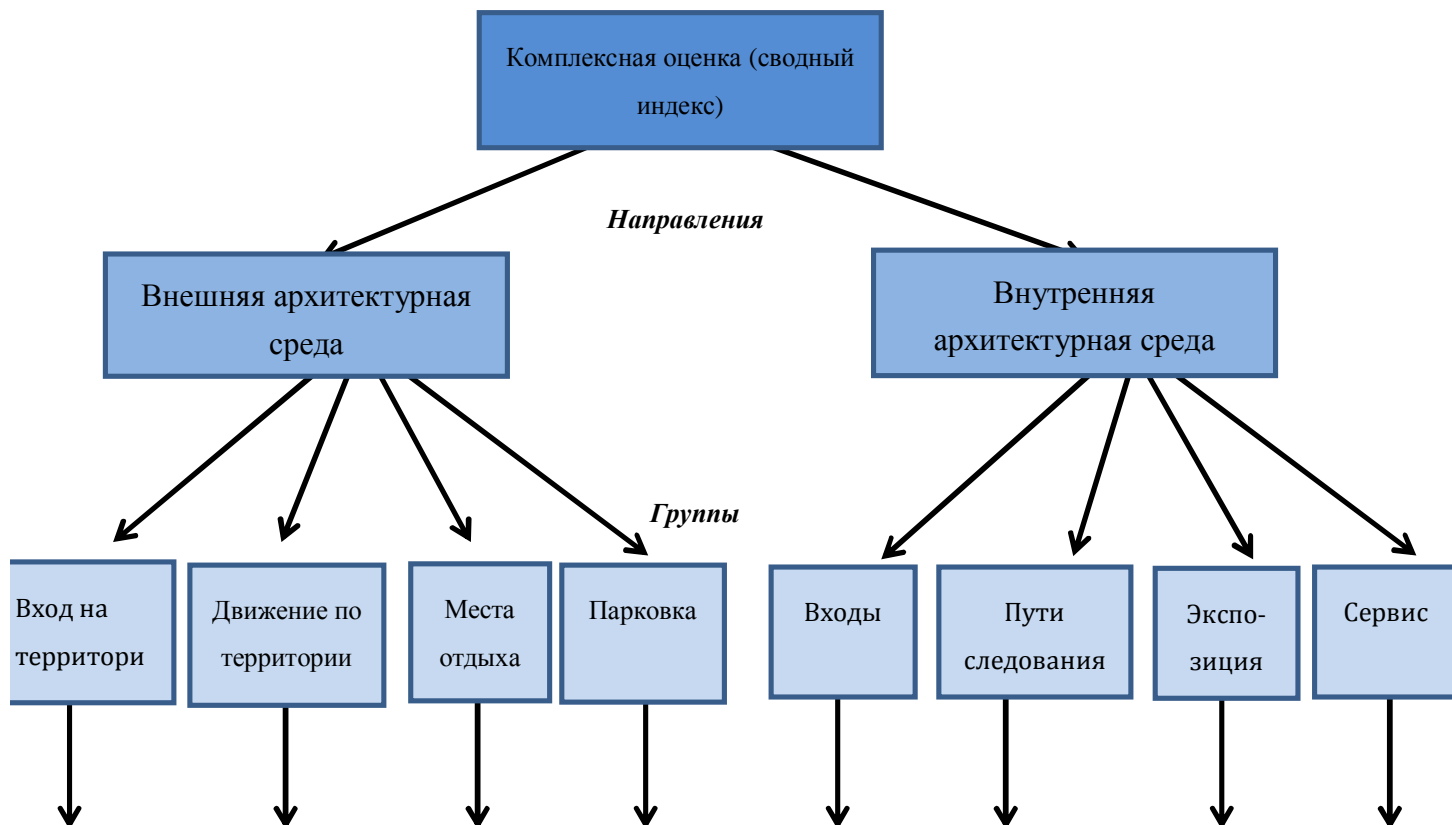 Комплексная оценка (сводный
индекс)
Направления
Внешняя архитектурная
среда
Внутренняя
архитектурная среда
Группы
Вход на
территори
Движение по
территории
Места
отдыха
Парковка
Входы
Пути
следования
Экспо-
зиция
Сервис